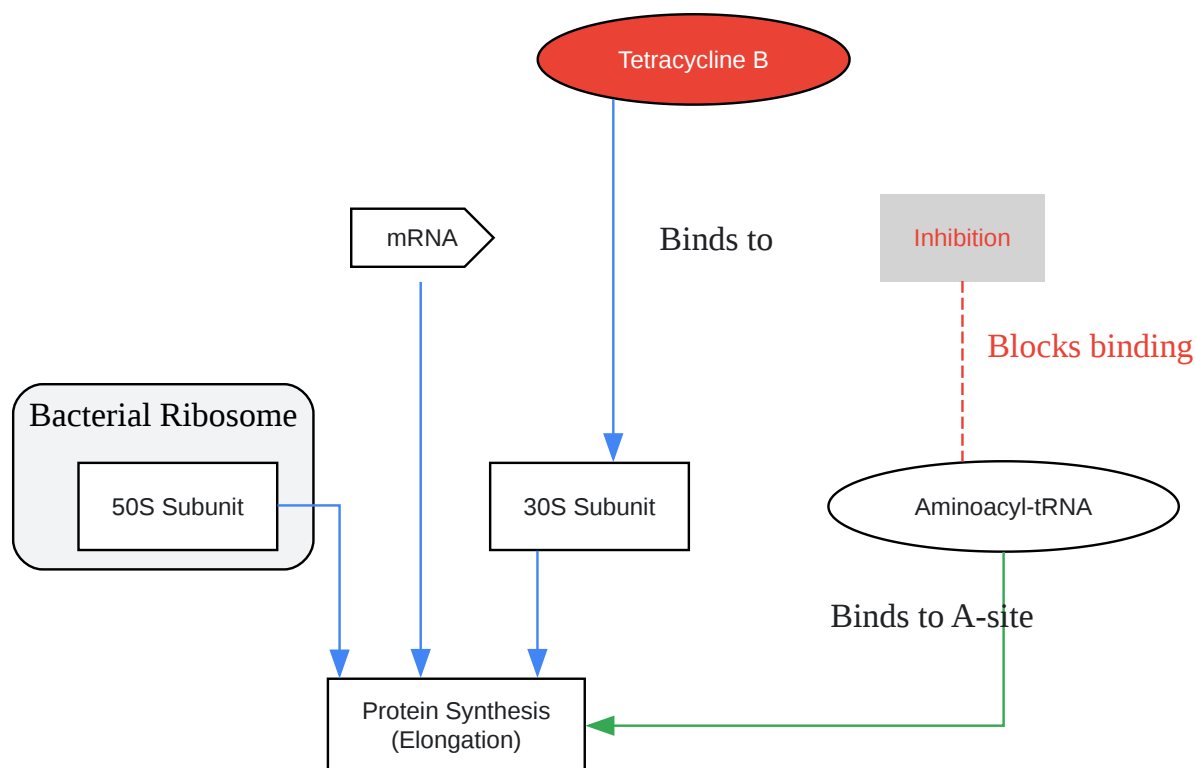 Tetracycline B
mRNA
Binds to
Inhibition
Blocks binding
Bacterial Ribosome
50S Subunit
30S Subunit
Aminoacyl-tRNA
Binds to A-site
Protein Synthesis
(Elongation)